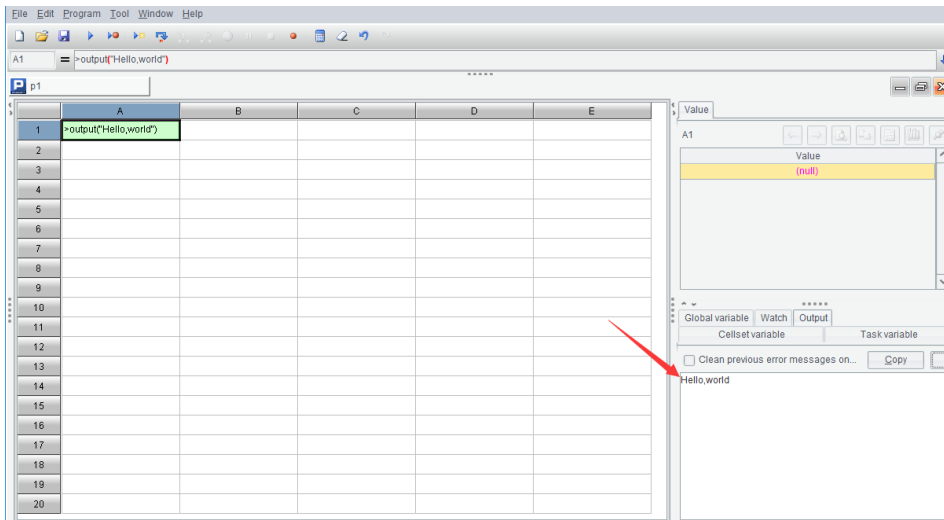 File Edit Program Tool Window Help
A1 = >output("Hello,world")
p1
A B C D E
Value
1 >output("Hello,world")
A1
Value
(null)
2
3
4
5
6
7
8
9
10
Global variable Watch Output
11
Cellset variable Task variable
12
Clean previous error messages on... Copy
13
Hello,world
14
15
16
17
18
19
20